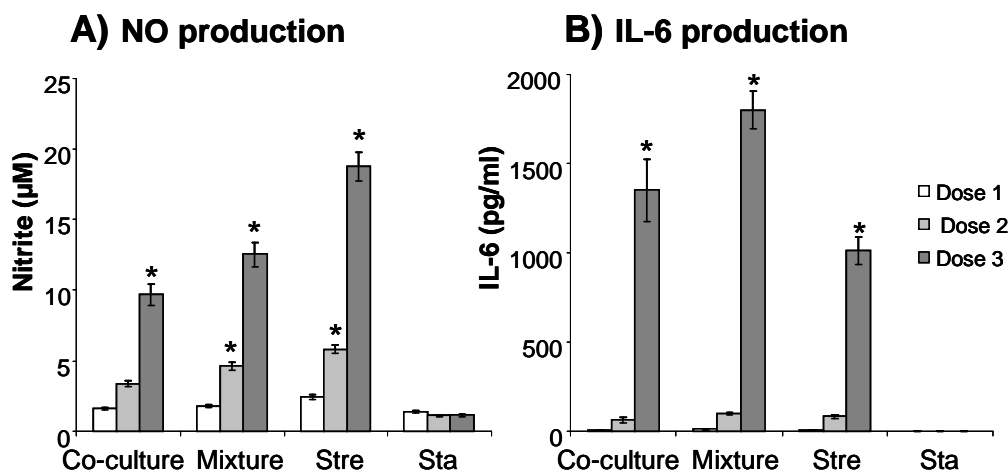 A) NO production
B) IL-6 production
Nitrite (µM)
25
20
15
10
5
0
*
*
*
*
*
Co-culture Mixture Stre Sta
IL-6 (pg/ml)
2000
1500
1000
500
0
*
*
*
Co-culture Mixture Stre Sta
Dose 1
Dose 2
Dose 3